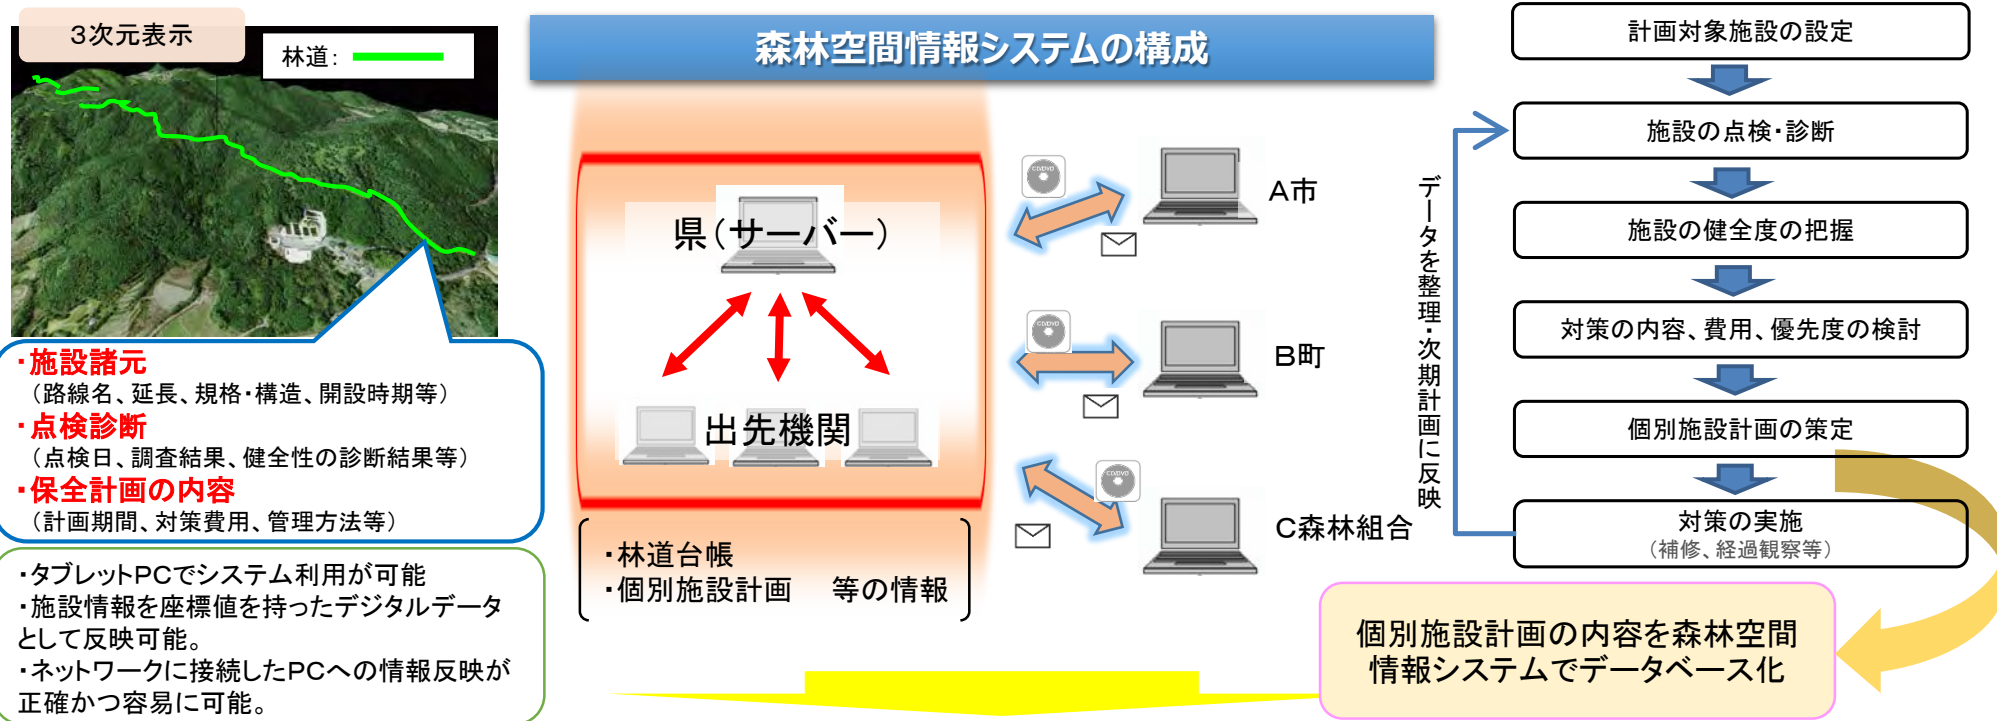 3次元表示
林道:
・施設諸元
(路線名、延長、規格・構造、開設時期等)
・点検診断
(点検日、調査結果、健全性の診断結果等)
・保全計画の内容
(計画期間、対策費用、管理方法等)
・タブレットPCでシステム利用が可能
・施設情報を座標値を持ったデジタルデータ
として反映可能。
・ネットワークに接続したPCへの情報反映が
正確かつ容易に可能。
森林空間情報システムの構成
県(サーバー)
出先機関
・林道台帳
・個別施設計画 等の情報
CD/DVD
A市
CD/DVD
B町
CD/DVD
C森林組合
計画対象施設の設定
施設の点検・診断
施設の健全度の把握
対策の内容、費用、優先度の検討
個別施設計画の策定
対策の実施
(補修、経過観察等)
データを整理・次期計画に反映
個別施設計画の内容を森林空間
情報システムでデータベース化